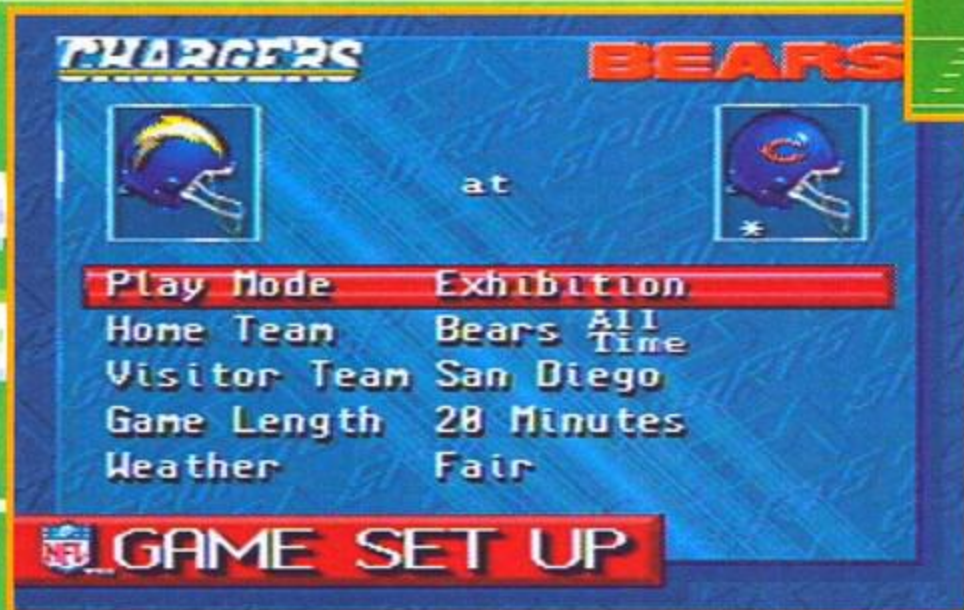 CHARGERS BEARS
C
at
*
Play Mode Exhibition
Home Team Bears All Time
Visitor Team San Diego
Game Length 20 Minutes
Weather Fair
NFL GAME SET UP